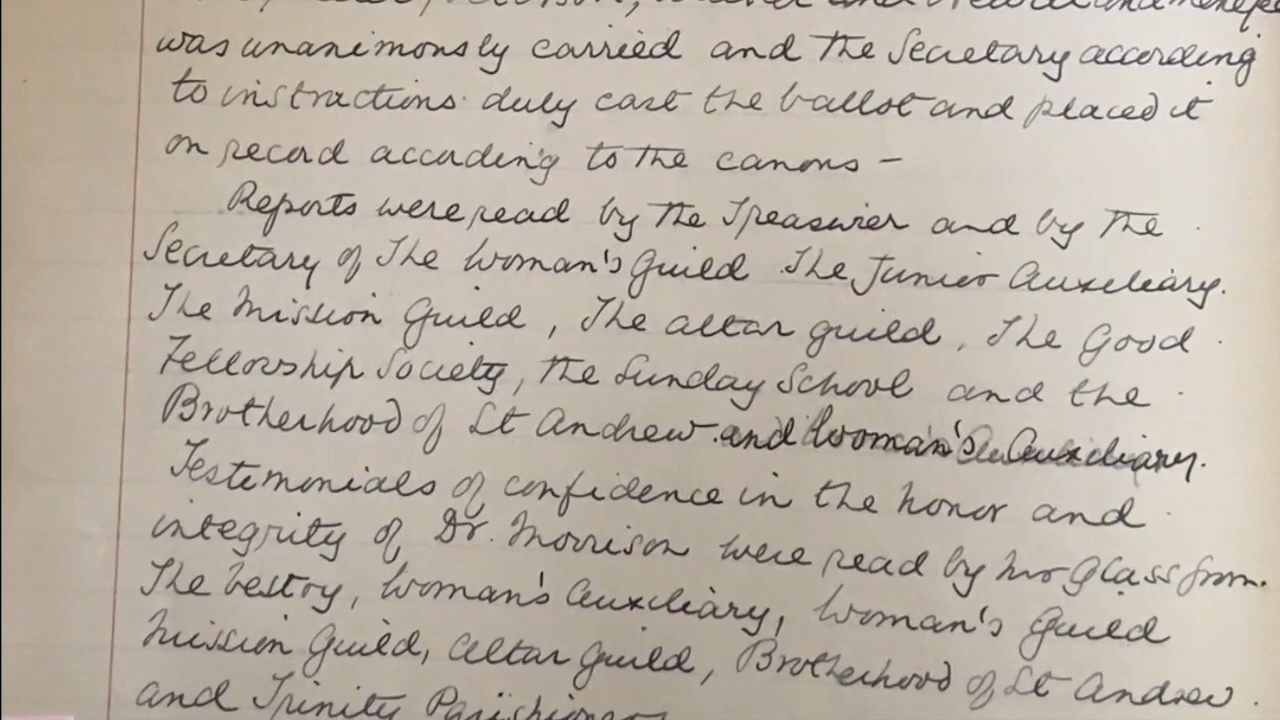 was unanimously carried and the Secretary according
to instructions duly cast the ballot and placed it
on record according to the canons —
Reports were read by the Treasurer and by the
Secretary of The Woman's Guild The Junior Auxiliary.
The Mission Guild, The altar guild, The Good
Fellowship Society, the Sunday School and the
Brotherhood of St Andrew and Woman's Auxiliary.
Testimonials of confidence in the honor and
integrity of Dr. Morrison were read by Mr Glass from
The Vestry, Woman's Auxiliary, Woman's Guild
Mission Guild, Altar Guild, Brotherhood of St Andrew
and Trinity Parishioners